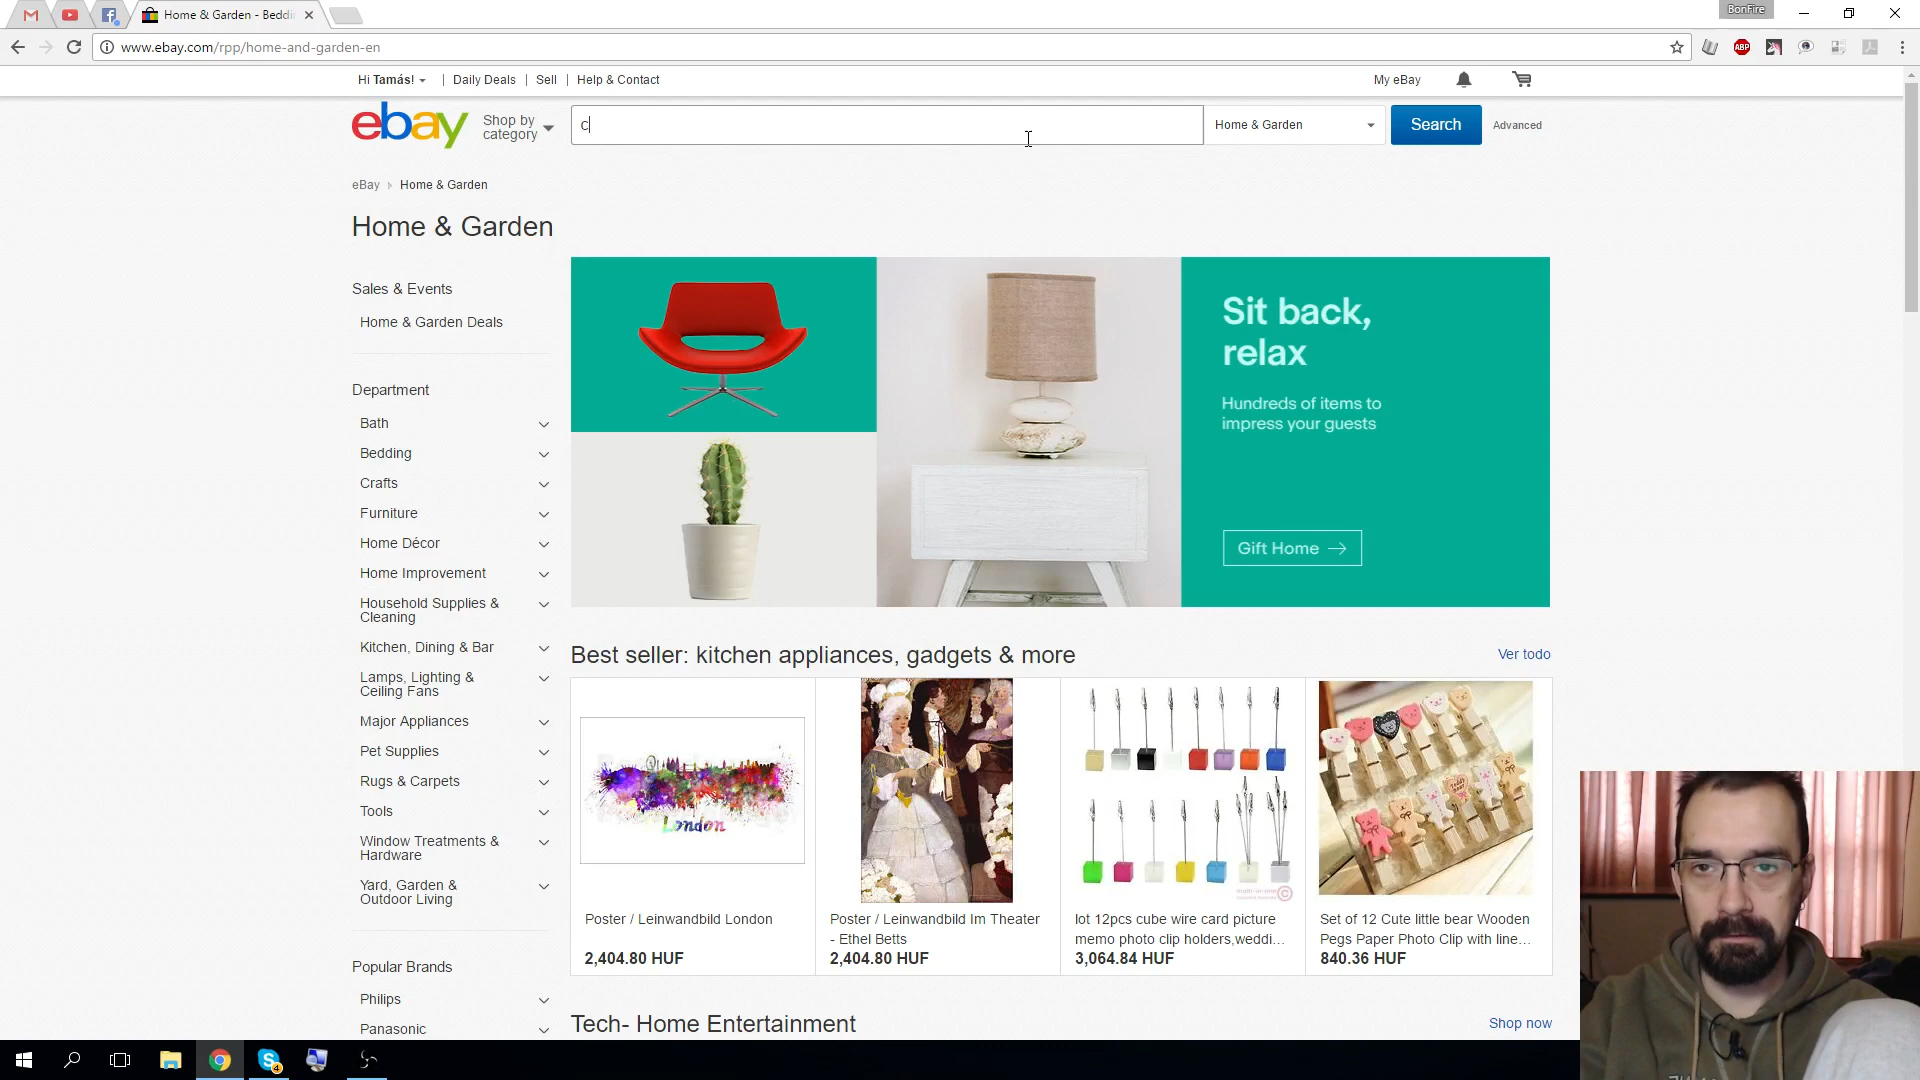 Home & Garden - Beddi
BonFire
www.ebay.com/rpp/home-and-garden-en
ABP
Hi Tamás!
Daily Deals
Sell
Help & Contact
My eBay
ebay
Shop by
category
C
Home & Garden
Search
Advanced
eBay
Home & Garden
Home & Garden
Sales & Events
Home & Garden Deals
Department
Bath
Bedding
Crafts
Furniture
Home Décor
Home Improvement
Household Supplies &
Cleaning
Kitchen, Dining & Bar
Lamps, Lighting &
Ceiling Fans
Major Appliances
Pet Supplies
Rugs & Carpets
Tools
Window Treatments &
Hardware
Yard, Garden &
Outdoor Living
Popular Brands
Philips
Panasonic
Sit back,
relax
Hundreds of items to
impress your guests
Gift Home
Best seller: kitchen appliances, gadgets & more
Ver todo
London
Poster / Leinwandbild London
2,404.80 HUF
Poster / Leinwandbild Im Theater
- Ethel Betts
2,404.80 HUF
lot 12pcs cube wire card picture
memo photo clip holders,weddi...
3,064.84 HUF
Set of 12 Cute little bear Wooden
Pegs Paper Photo Clip with line...
840.36 HUF
Tech- Home Entertainment
Shop now
4